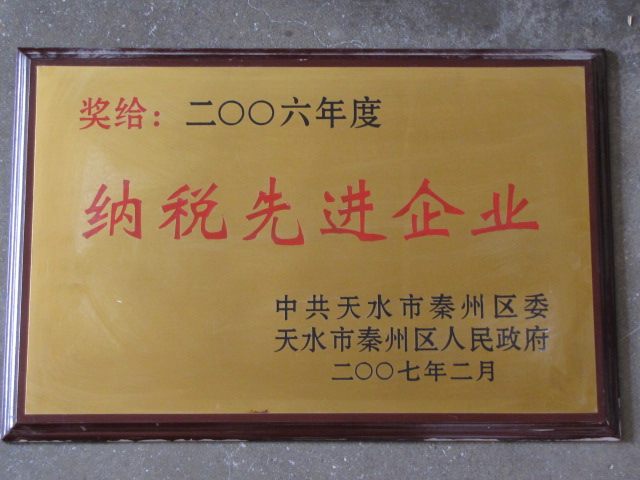 奖给：二〇〇六年度
纳税先进企业
中共天水市秦州区委
天水市秦州区人民政府
二〇〇七年二月